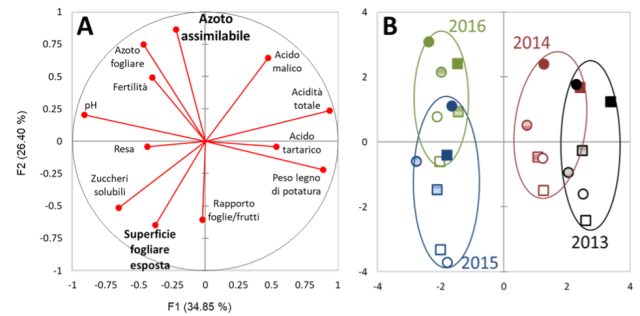 A
Azoto
assimilabile
Azoto
fogliare
Fertilità
Acido
malico
Acidità
totale
pH
Resa
Acido
tartarico
Zuccheri
solubili
Peso legno
di potatura
Rapporto
foglie/frutti
Superficie
fogliare
esposta
1
0.75
0.5
0.25
0
-0.25
-0.5
-0.75
-1
F2 (26.40 %)
-1 -0.75 -0.5 -0.25 0 0.25 0.5 0.75 1
F1 (34.85 %)
B
2016
2014
2015
2013
4
2
0
-2
-4
-4 -2 0 2 4